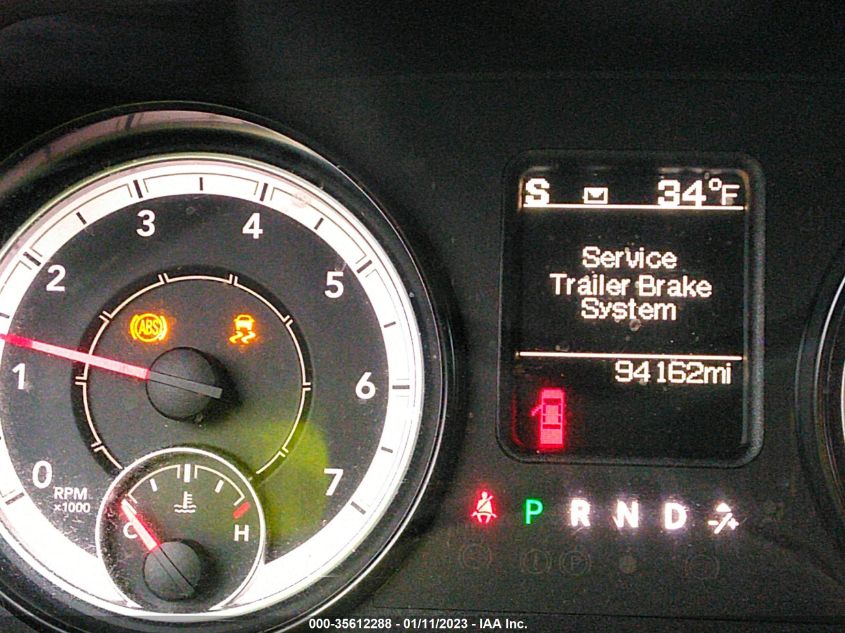 S 34°F
Service
Trailer Brake
System
94162mi
0 1 2 3 4 5 6 7
RPM
×1000
ABS
C H
P R N D
000-35612288 - 01/11/2023 - IAA Inc.